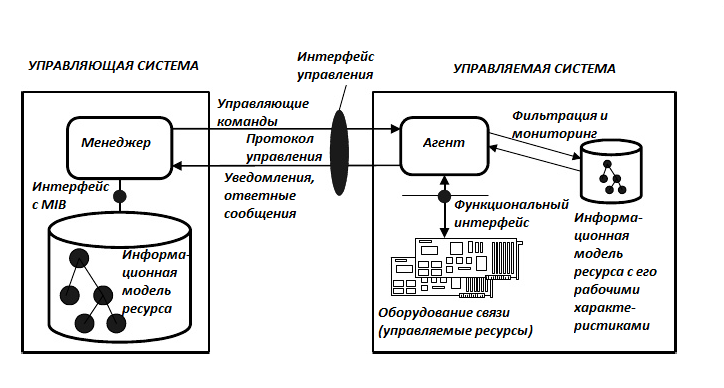 УПРАВЛЯЮЩАЯ СИСТЕМА
Интерфейс
управления
УПРАВЛЯЕМАЯ СИСТЕМА
Менеджер
Управляющие
команды
Протокол
управления
Уведомления,
ответные
сообщения
Интерфейс
с MIB
Информа-
ционная
модель
ресурса
Агент
Фильтрация и
мониторинг
Функциональный
интерфейс
Оборудование связи
(управляемые ресурсы)
Информа-
ционная
модель
ресурса с его
рабочими
характе-
ристиками